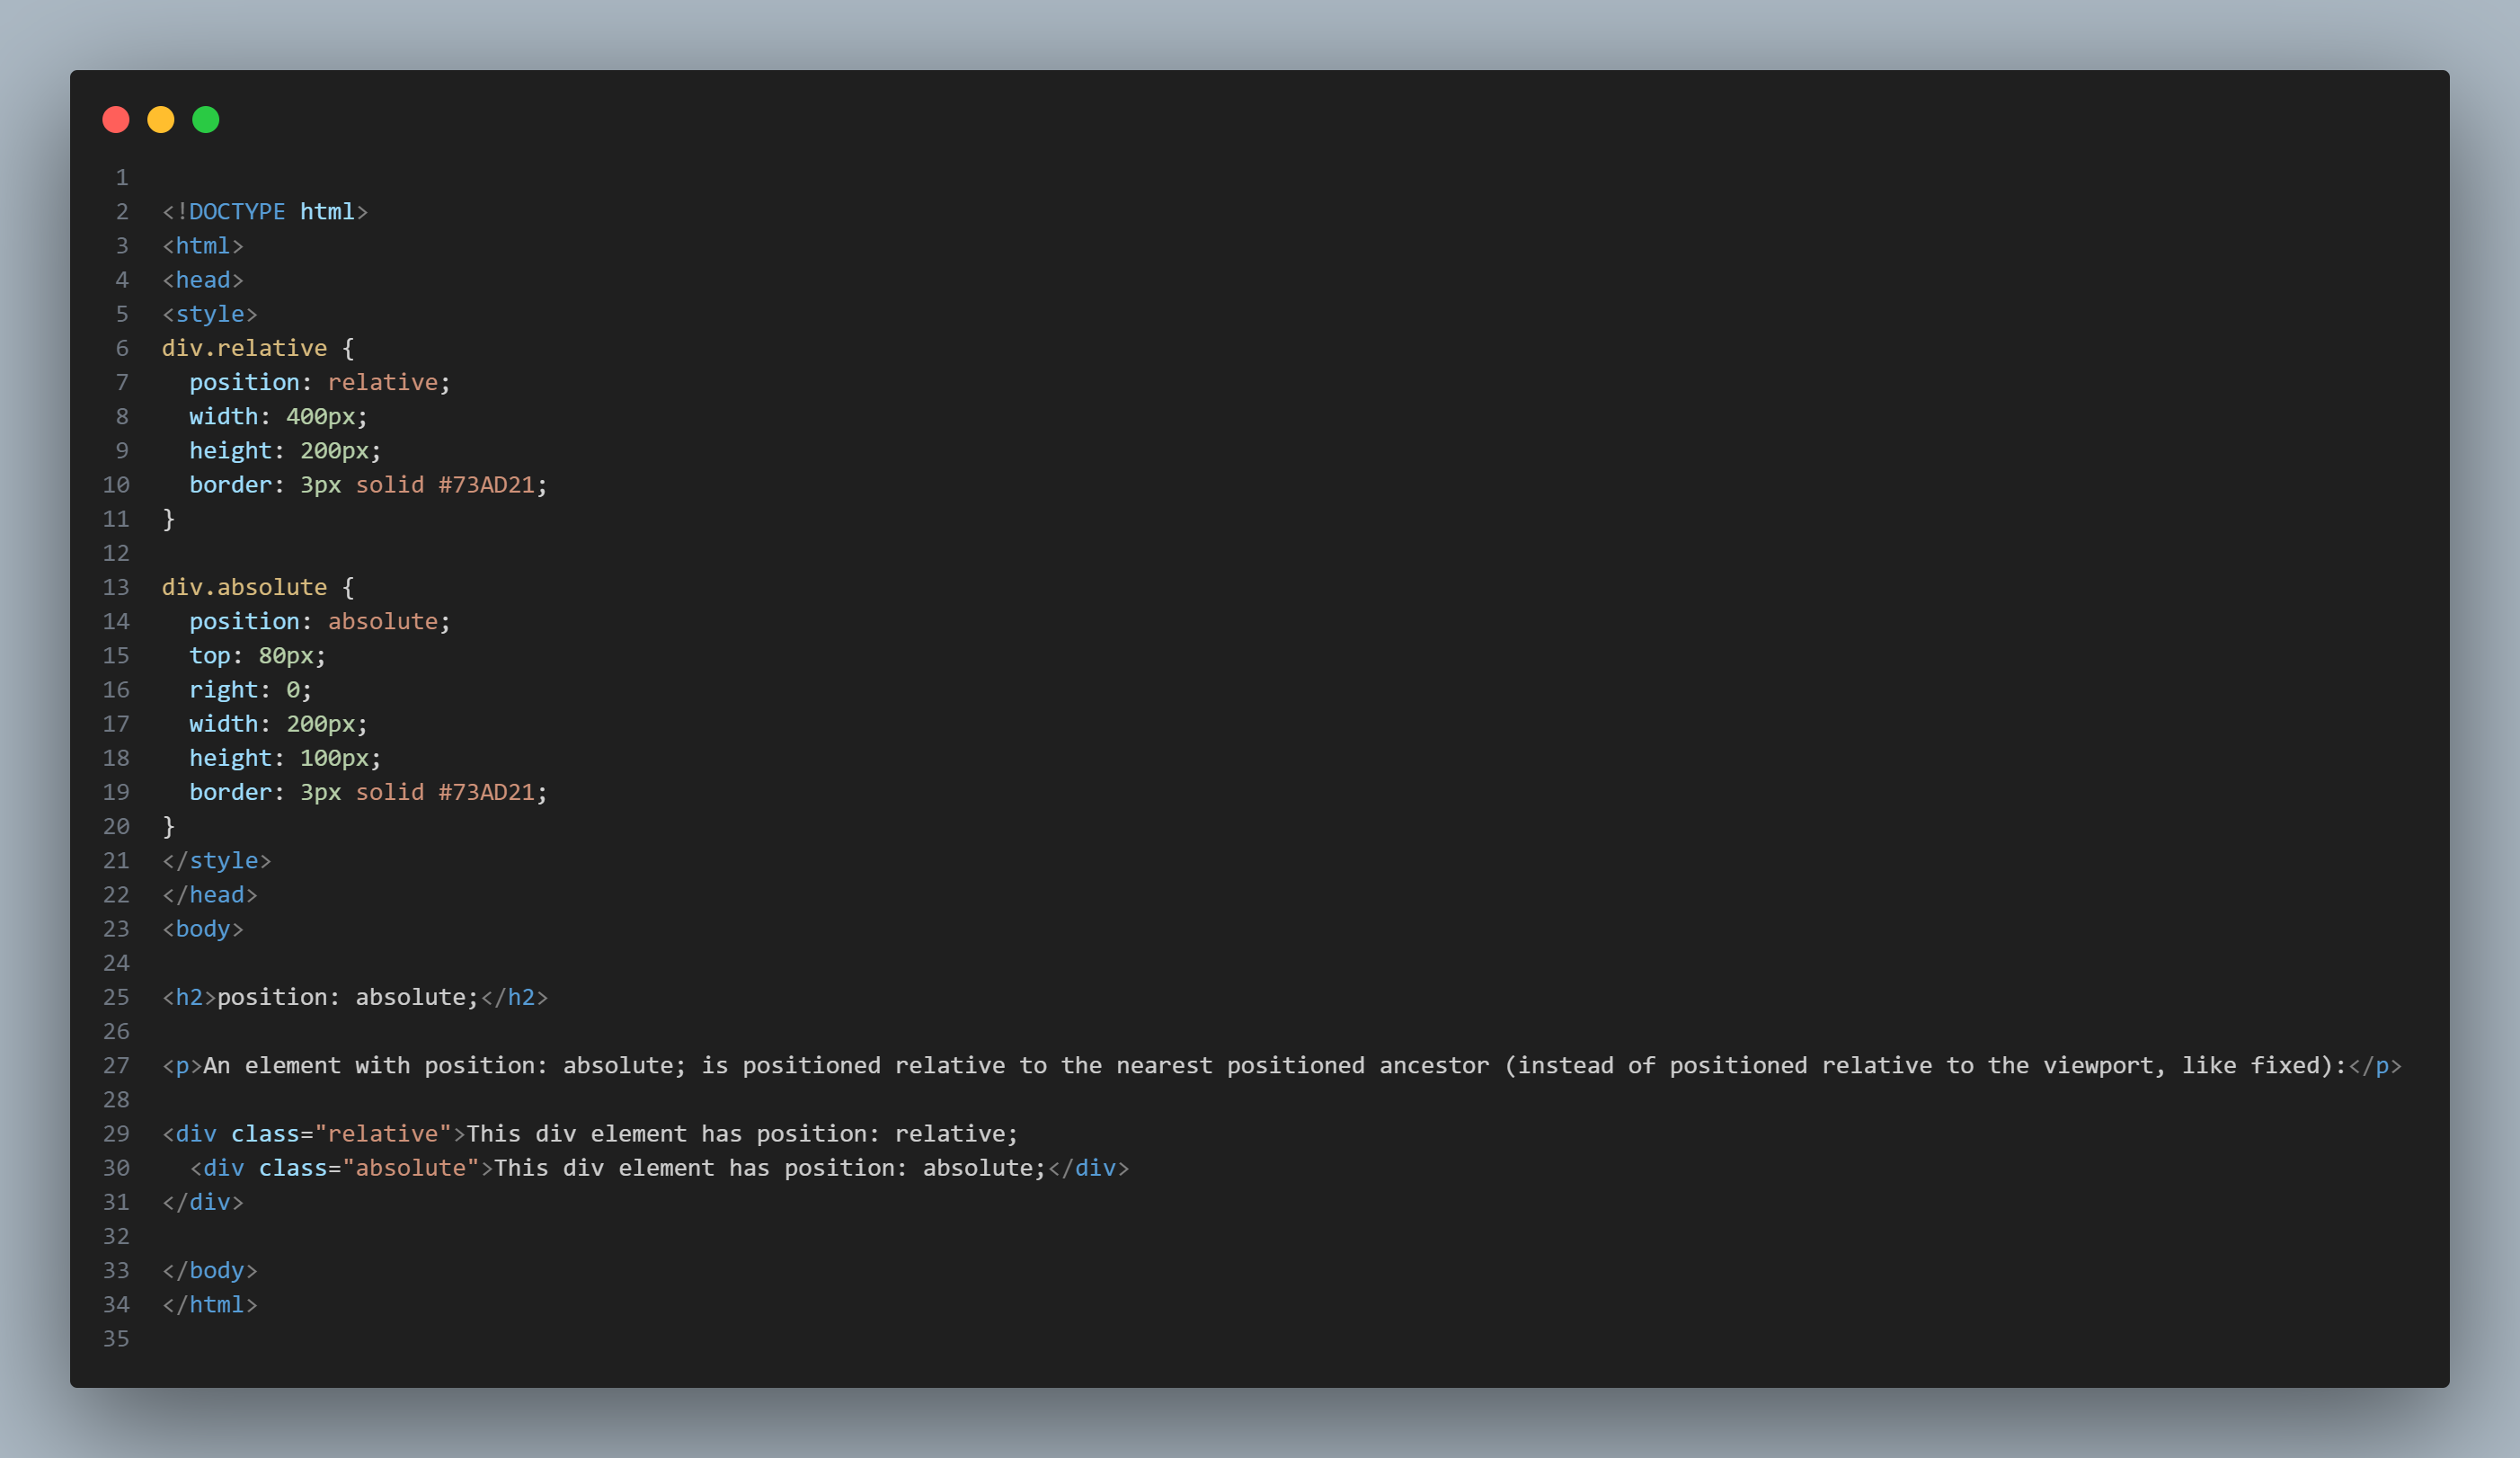 1
2 <!DOCTYPE html>
3 <html>
4 <head>
5 <style>
6 div.relative {
7   position: relative;
8   width: 400px;
9   height: 200px;
10   border: 3px solid #73AD21;
11 }
12
13 div.absolute {
14   position: absolute;
15   top: 80px;
16   right: 0;
17   width: 200px;
18   height: 100px;
19   border: 3px solid #73AD21;
20 }
21 </style>
22 </head>
23 <body>
24
25 <h2>position: absolute;</h2>
26
27 <p>An element with position: absolute; is positioned relative to the nearest positioned ancestor (instead of positioned relative to the viewport, like fixed):</p>
28
29 <div class="relative">This div element has position: relative;
30   <div class="absolute">This div element has position: absolute;</div>
31 </div>
32
33 </body>
34 </html>
35